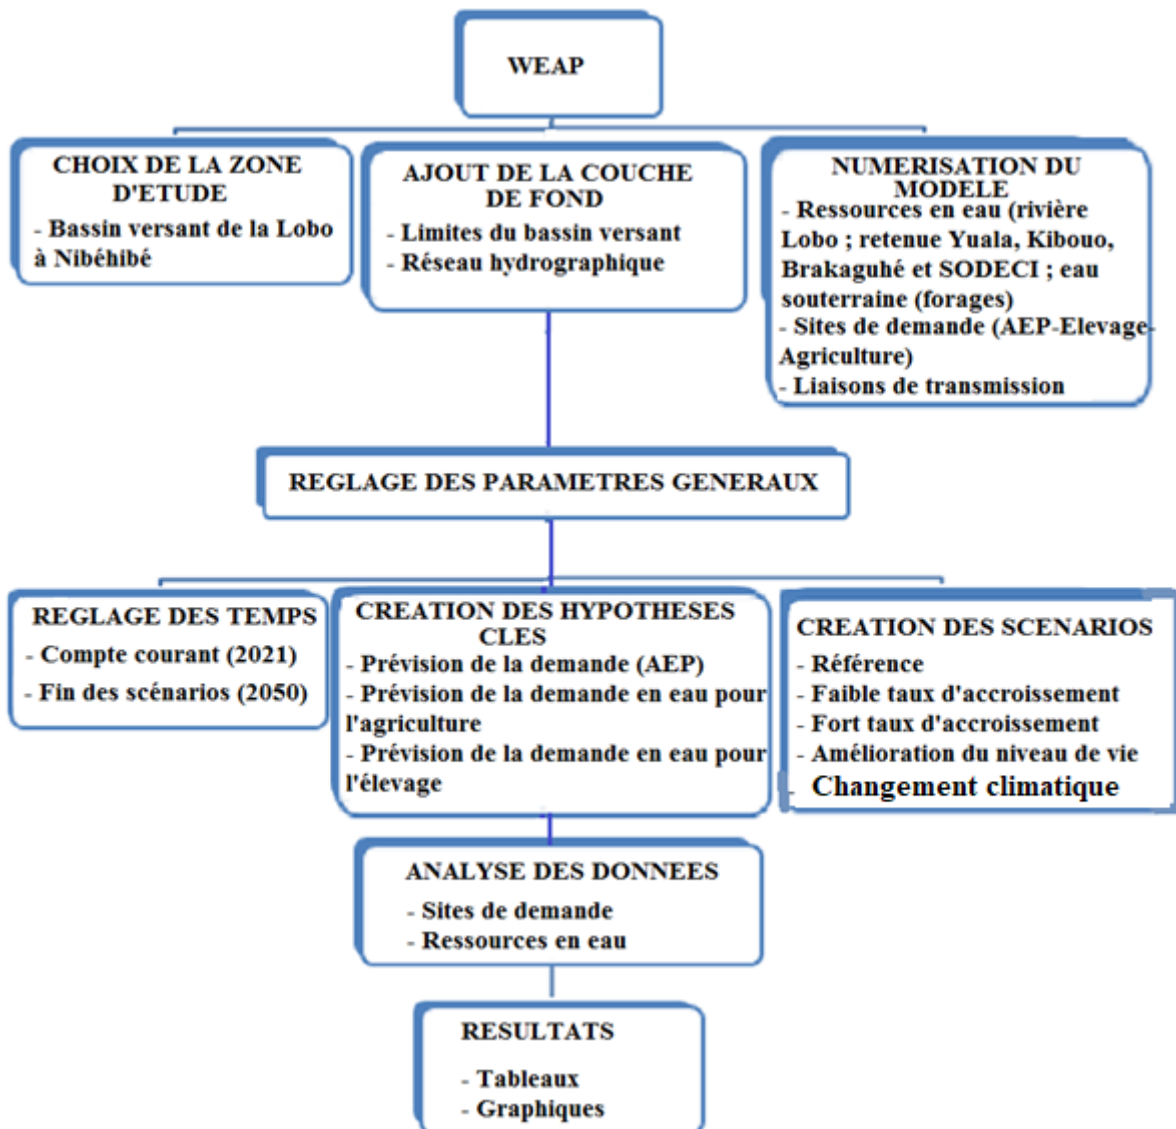 WEAP
CHOIX DE LA ZONE
D'ETUDE
- Bassin versant de la Lobo
à Nibéhibé
AJOUT DE LA COUCHE
DE FOND
- Limites du bassin versant
- Réseau hydrographique
NUMERISATION DU
MODELE
- Ressources en eau (rivière
Lobo ; retenue Yuala, Kibouo,
Brakaguhé et SODECI ; eau
souterraine (forages)
- Sites de demande (AEP-Elevage-
Agriculture)
- Liaisons de transmission
REGLAGE DES PARAMETRES GENERAUX
REGLAGE DES TEMPS
- Compte courant (2021)
- Fin des scénarios (2050)
CREATION DES HYPOTHESES
CLES
- Prévision de la demande (AEP)
- Prévision de la demande en eau pour
l'agriculture
- Prévision de la demande en eau pour
l'élevage
CREATION DES SCENARIOS
- Référence
- Faible taux d'accroissement
- Fort taux d'accroissement
- Amélioration du niveau de vie
- Changement climatique
ANALYSE DES DONNEES
- Sites de demande
- Ressources en eau
RESULTATS
- Tableaux
- Graphiques